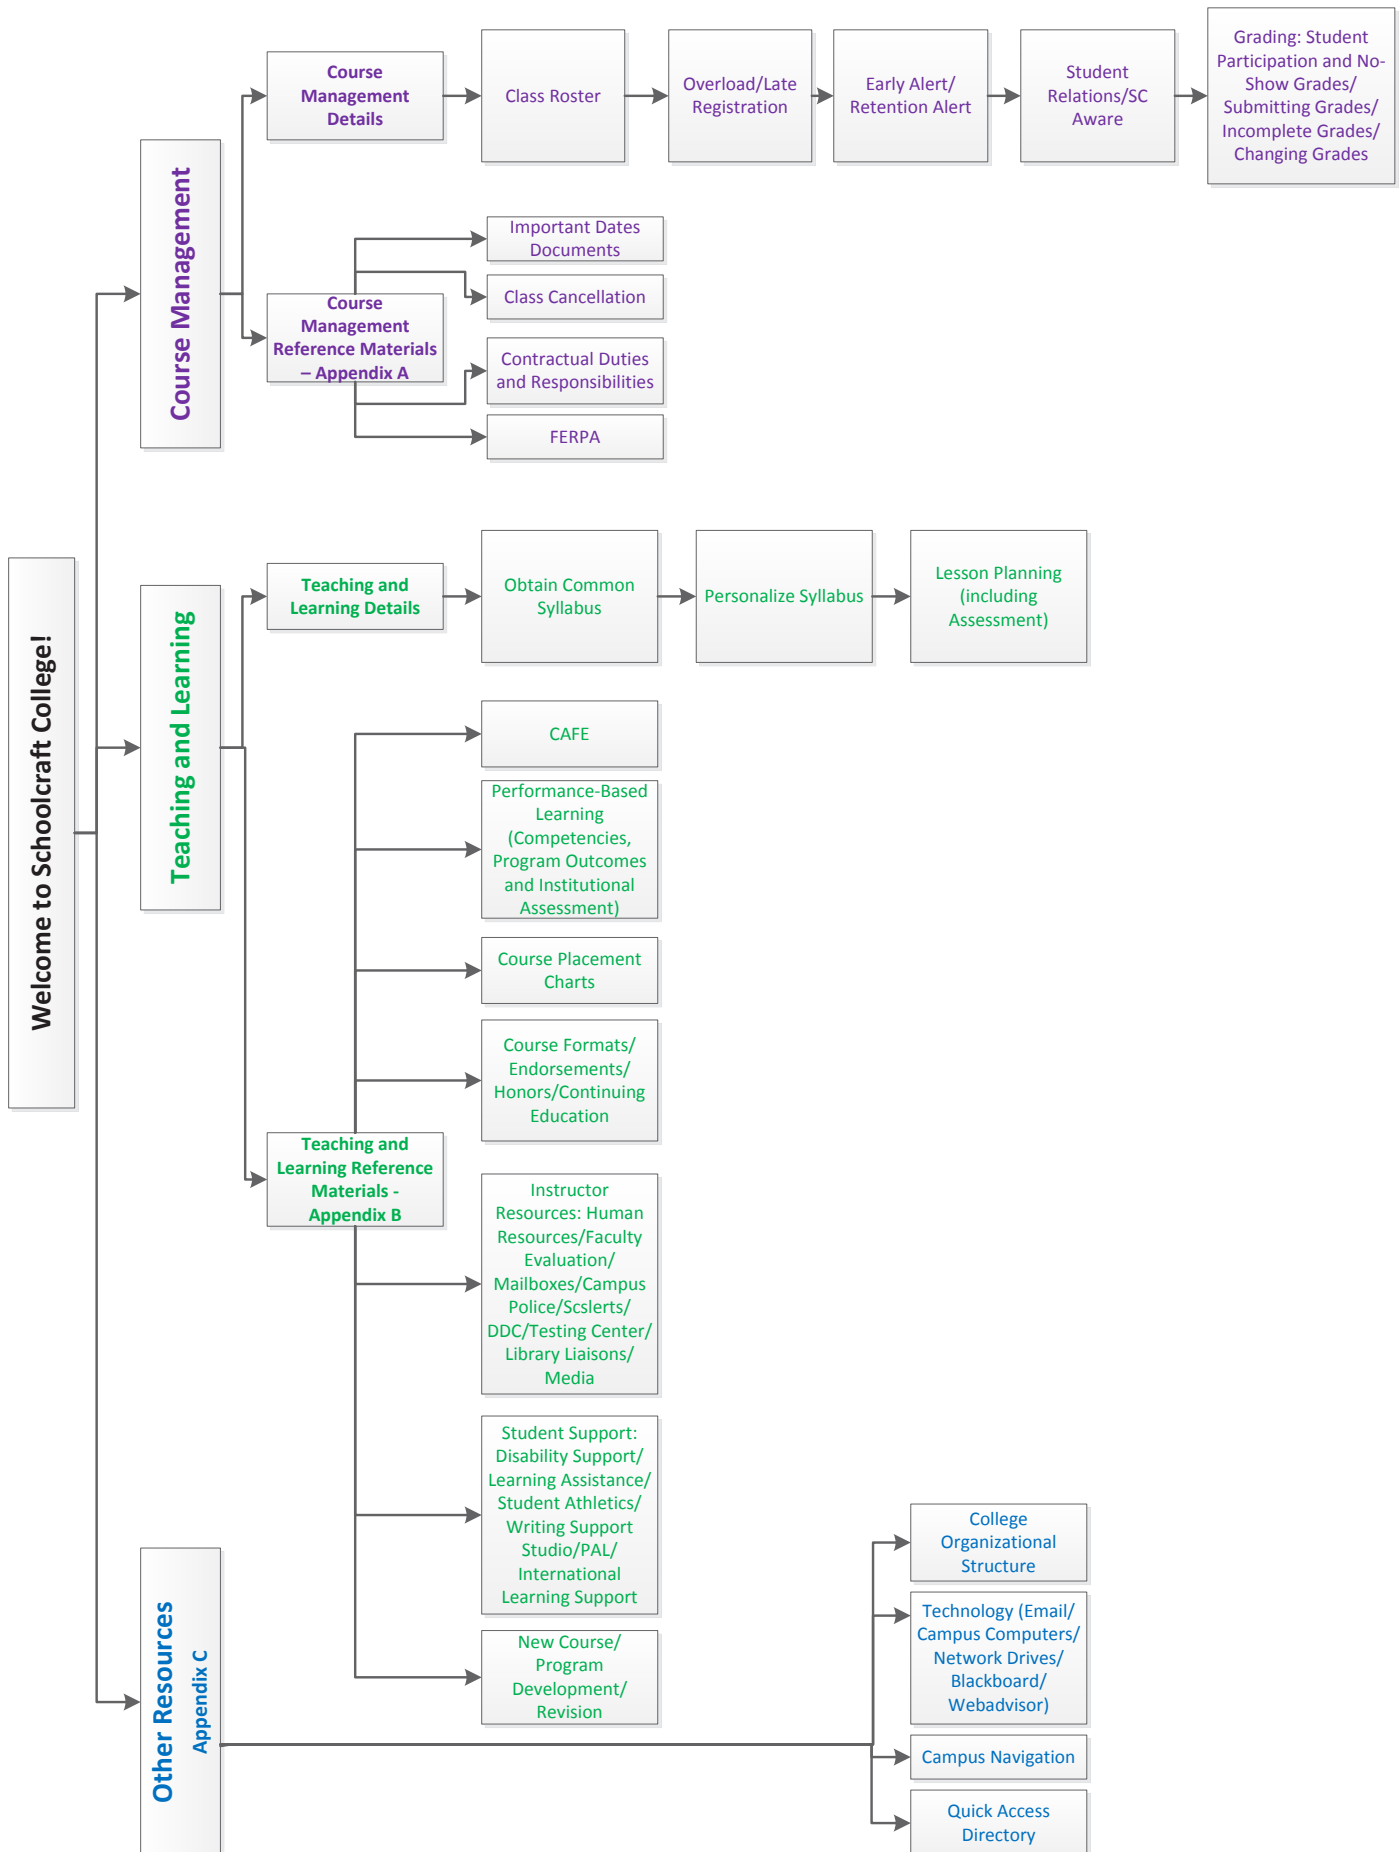 Welcome to Schoolcraft College!
Course Management
Course
Management
Details
Class Roster
Overload/Late
Registration
Early Alert/
Retention Alert
Student
Relations/SC
Aware
Grading: Student
Participation and No-
Show Grades/
Submitting Grades/
Incomplete Grades/
Changing Grades
Course
Management
Reference Materials
– Appendix A
Important Dates
Documents
Class Cancellation
Contractual Duties
and Responsibilities
FERPA
Teaching and Learning
Teaching and
Learning Details
Obtain Common
Syllabus
Personalize Syllabus
Lesson Planning
(including
Assessment)
Teaching and
Learning Reference
Materials -
Appendix B
CAFE
Performance-Based
Learning
(Competencies,
Program Outcomes
and Institutional
Assessment)
Course Placement
Charts
Course Formats/
Endorsements/
Honors/Continuing
Education
Instructor
Resources: Human
Resources/Faculty
Evaluation/
Mailboxes/Campus
Police/Scslerts/
DDC/Testing Center/
Library Liaisons/
Media
Student Support:
Disability Support/
Learning Assistance/
Student Athletics/
Writing Support
Studio/PAL/
International
Learning Support
New Course/
Program
Development/
Revision
Other Resources
Appendix C
College
Organizational
Structure
Technology (Email/
Campus Computers/
Network Drives/
Blackboard/
Webadvisor)
Campus Navigation
Quick Access
Directory